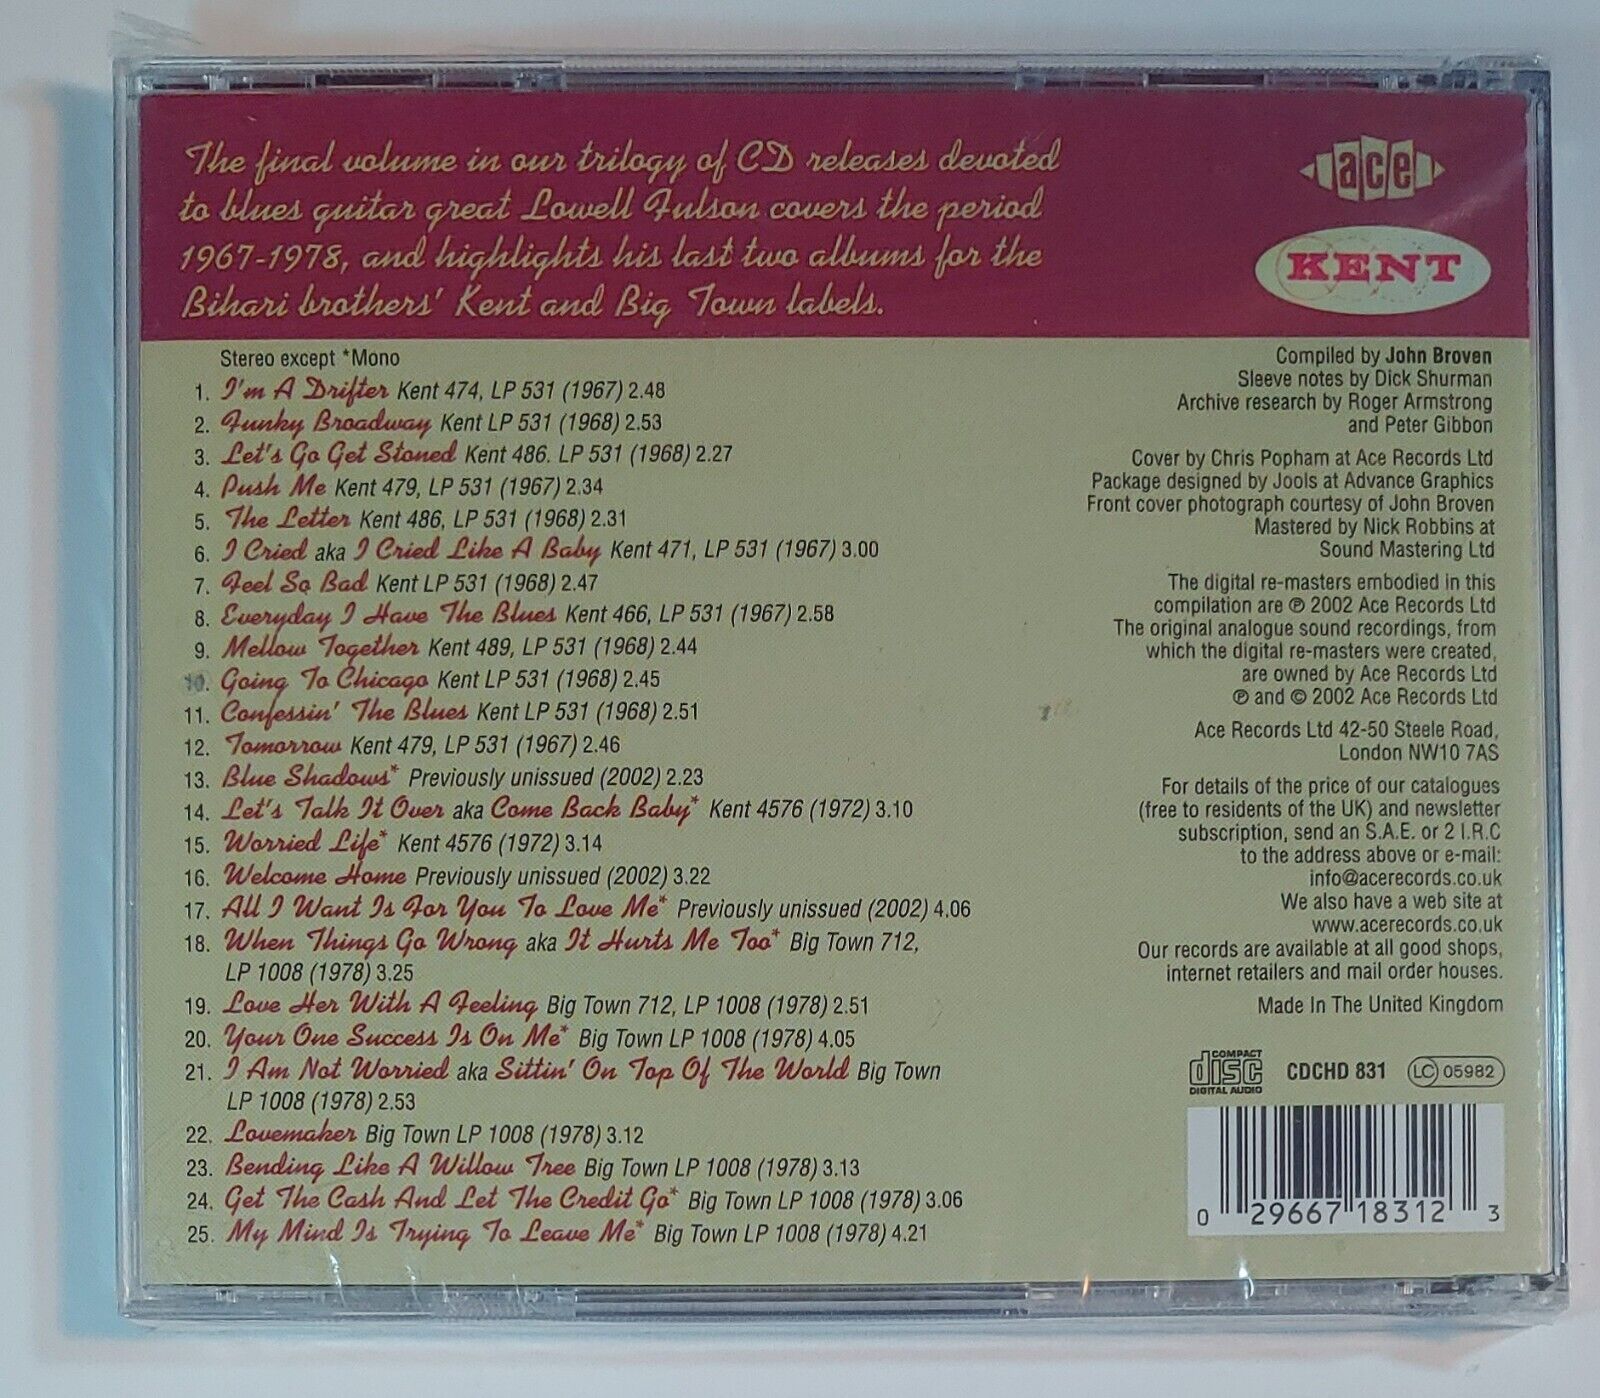 The final volume in our trilogy of CD releases devoted
to blues guitar great Lowell Fulson covers the period
1967-1978, and highlights his last two albums for the
Bihari brothers' Kent and Big Town labels.
ace
KENT
Stereo except *Mono
1. I'm A Drifter Kent 474, LP 531 (1967) 2.48
2. Funky Broadway Kent LP 531 (1968) 2.53
3. Let's Go Get Stoned Kent 486. LP 531 (1968) 2.27
4. Push Me Kent 479, LP 531 (1967) 2.34
5. The Letter Kent 486, LP 531 (1968) 2.31
6. I Cried aka I Cried Like A Baby Kent 471, LP 531 (1967) 3.00
7. Feel So Bad Kent LP 531 (1968) 2.47
8. Everyday I Have The Blues Kent 466, LP 531 (1967) 2.58
9. Mellow Together Kent 489, LP 531 (1968) 2.44
10. Going To Chicago Kent LP 531 (1968) 2.45
11. Confessin' The Blues Kent LP 531 (1968) 2.51
12. Tomorrow Kent 479, LP 531 (1967) 2.46
13. Blue Shadows* Previously unissued (2002) 2.23
14. Let's Talk It Over aka Come Back Baby* Kent 4576 (1972) 3.10
15. Worried Life* Kent 4576 (1972) 3.14
16. Welcome Home Previously unissued (2002) 3.22
17. All I Want Is For You To Love Me* Previously unissued (2002) 4.06
18. When Things Go Wrong aka It Hurts Me Too* Big Town 712,
LP 1008 (1978) 3.25
19. Love Her With A Feeling Big Town 712, LP 1008 (1978) 2.51
20. Your One Success Is On Me* Big Town LP 1008 (1978) 4.05
21. I Am Not Worried aka Sittin' On Top Of The World Big Town
LP 1008 (1978) 2.53
22. Lovemaker Big Town LP 1008 (1978) 3.12
23. Bending Like A Willow Tree Big Town LP 1008 (1978) 3.13
24. Get The Cash And Let The Credit Go* Big Town LP 1008 (1978) 3.06
25. My Mind Is Trying To Leave Me* Big Town LP 1008 (1978) 4.21
Compiled by John Broven
Sleeve notes by Dick Shurman
Archive research by Roger Armstrong
and Peter Gibbon
Cover by Chris Popham at Ace Records Ltd
Package designed by Jools at Advance Graphics
Front cover photograph courtesy of John Broven
Mastered by Nick Robbins at
Sound Mastering Ltd
The digital re-masters embodied in this
compilation are ℗ 2002 Ace Records Ltd
The original analogue sound recordings, from
which the digital re-masters were created,
are owned by Ace Records Ltd
℗ and © 2002 Ace Records Ltd
Ace Records Ltd 42-50 Steele Road,
London NW10 7AS
For details of the price of our catalogues
(free to residents of the UK) and newsletter
subscription, send an S.A.E. or 2 I.R.C
to the address above or e-mail:
info@acerecords.co.uk
We also have a web site at
www.acerecords.co.uk
Our records are available at all good shops,
internet retailers and mail order houses.
Made In The United Kingdom
COMPACT
disc
DIGITAL AUDIO
CDCHD 831
LC 05982
0 29667 18312 3